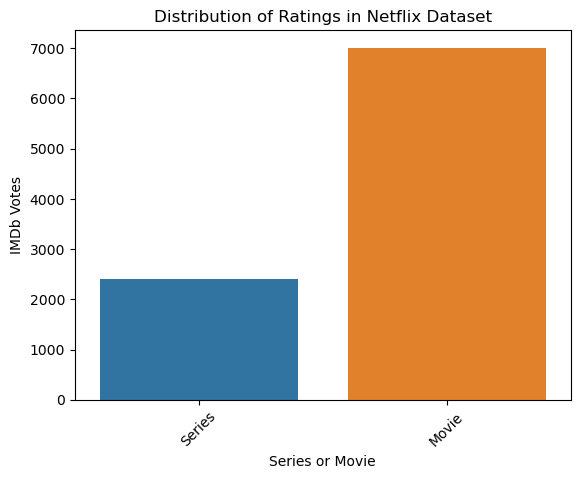 Distribution of Ratings in Netflix Dataset
7000
6000
5000
4000
3000
2000
1000
0
IMDb Votes
Series
Movie
Series or Movie